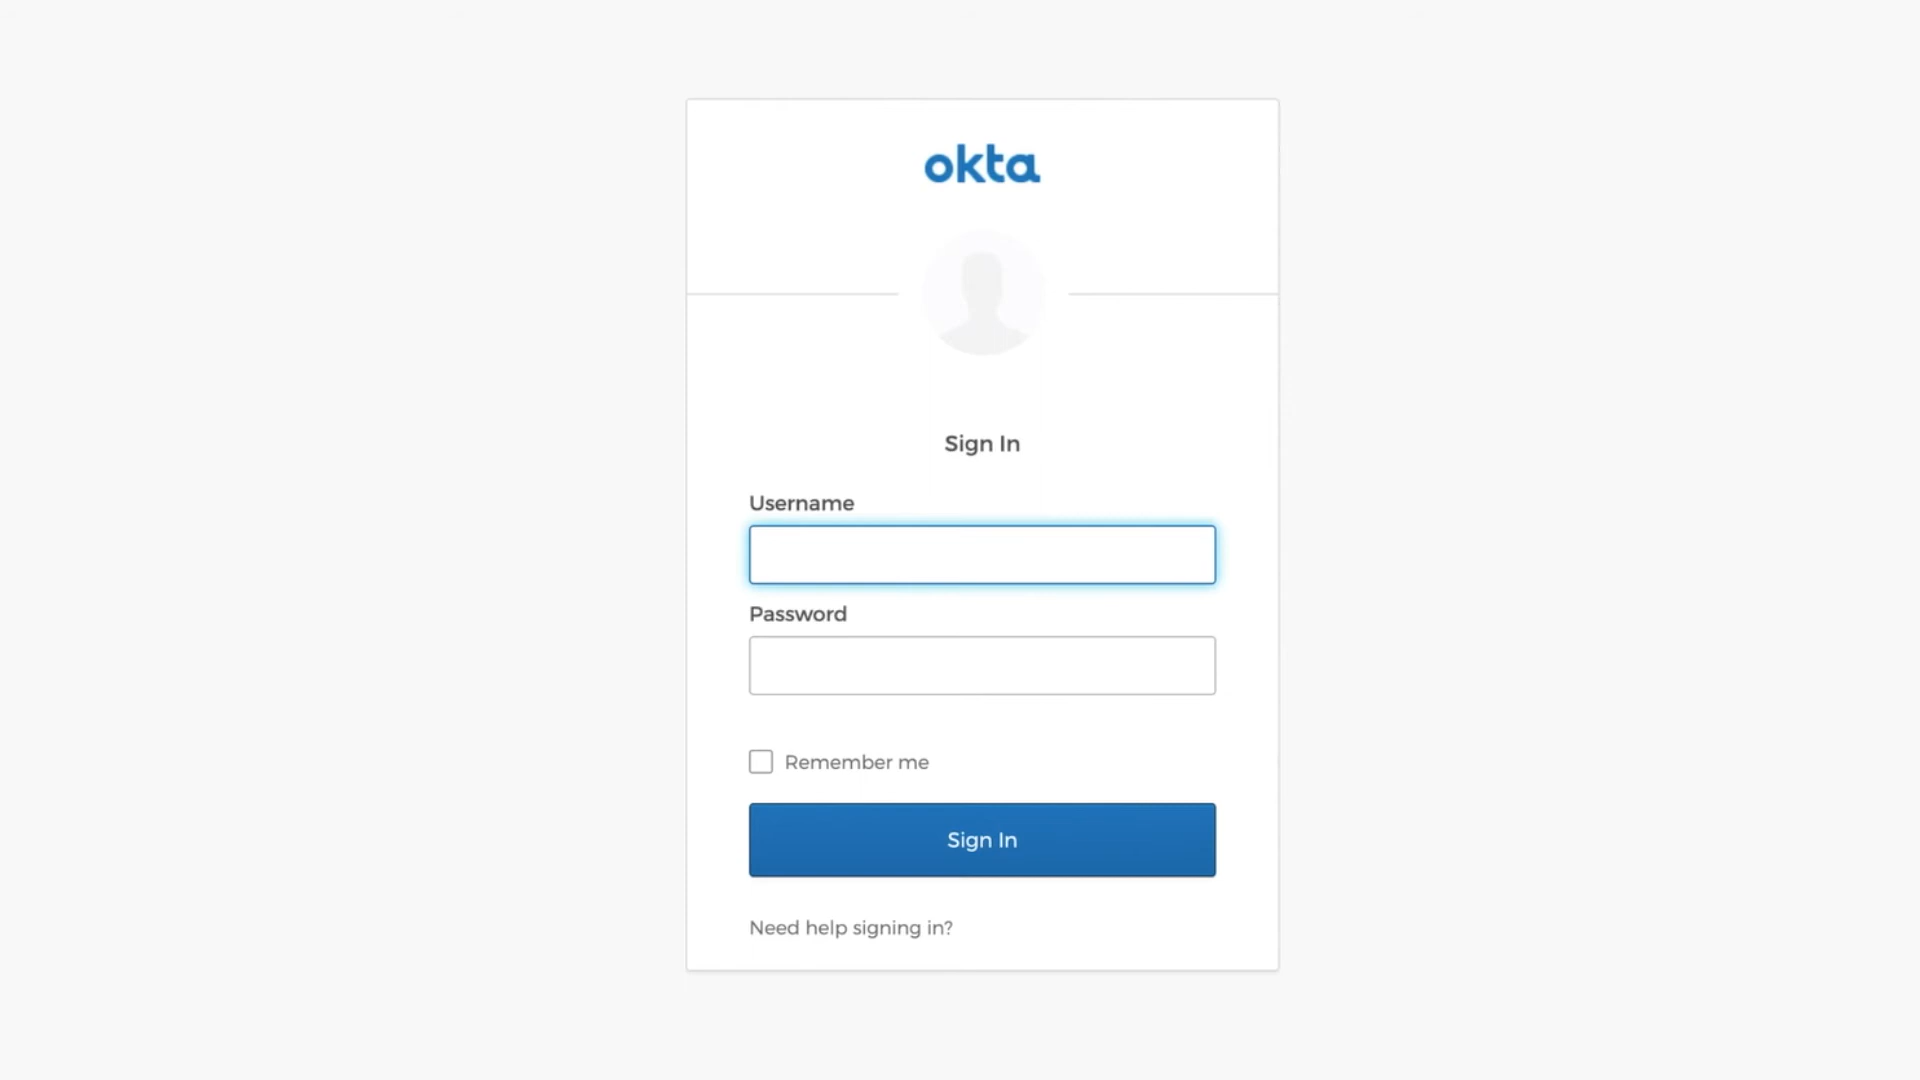 okta
Sign In
Username
Password
Remember me
Sign In
Need help signing in?